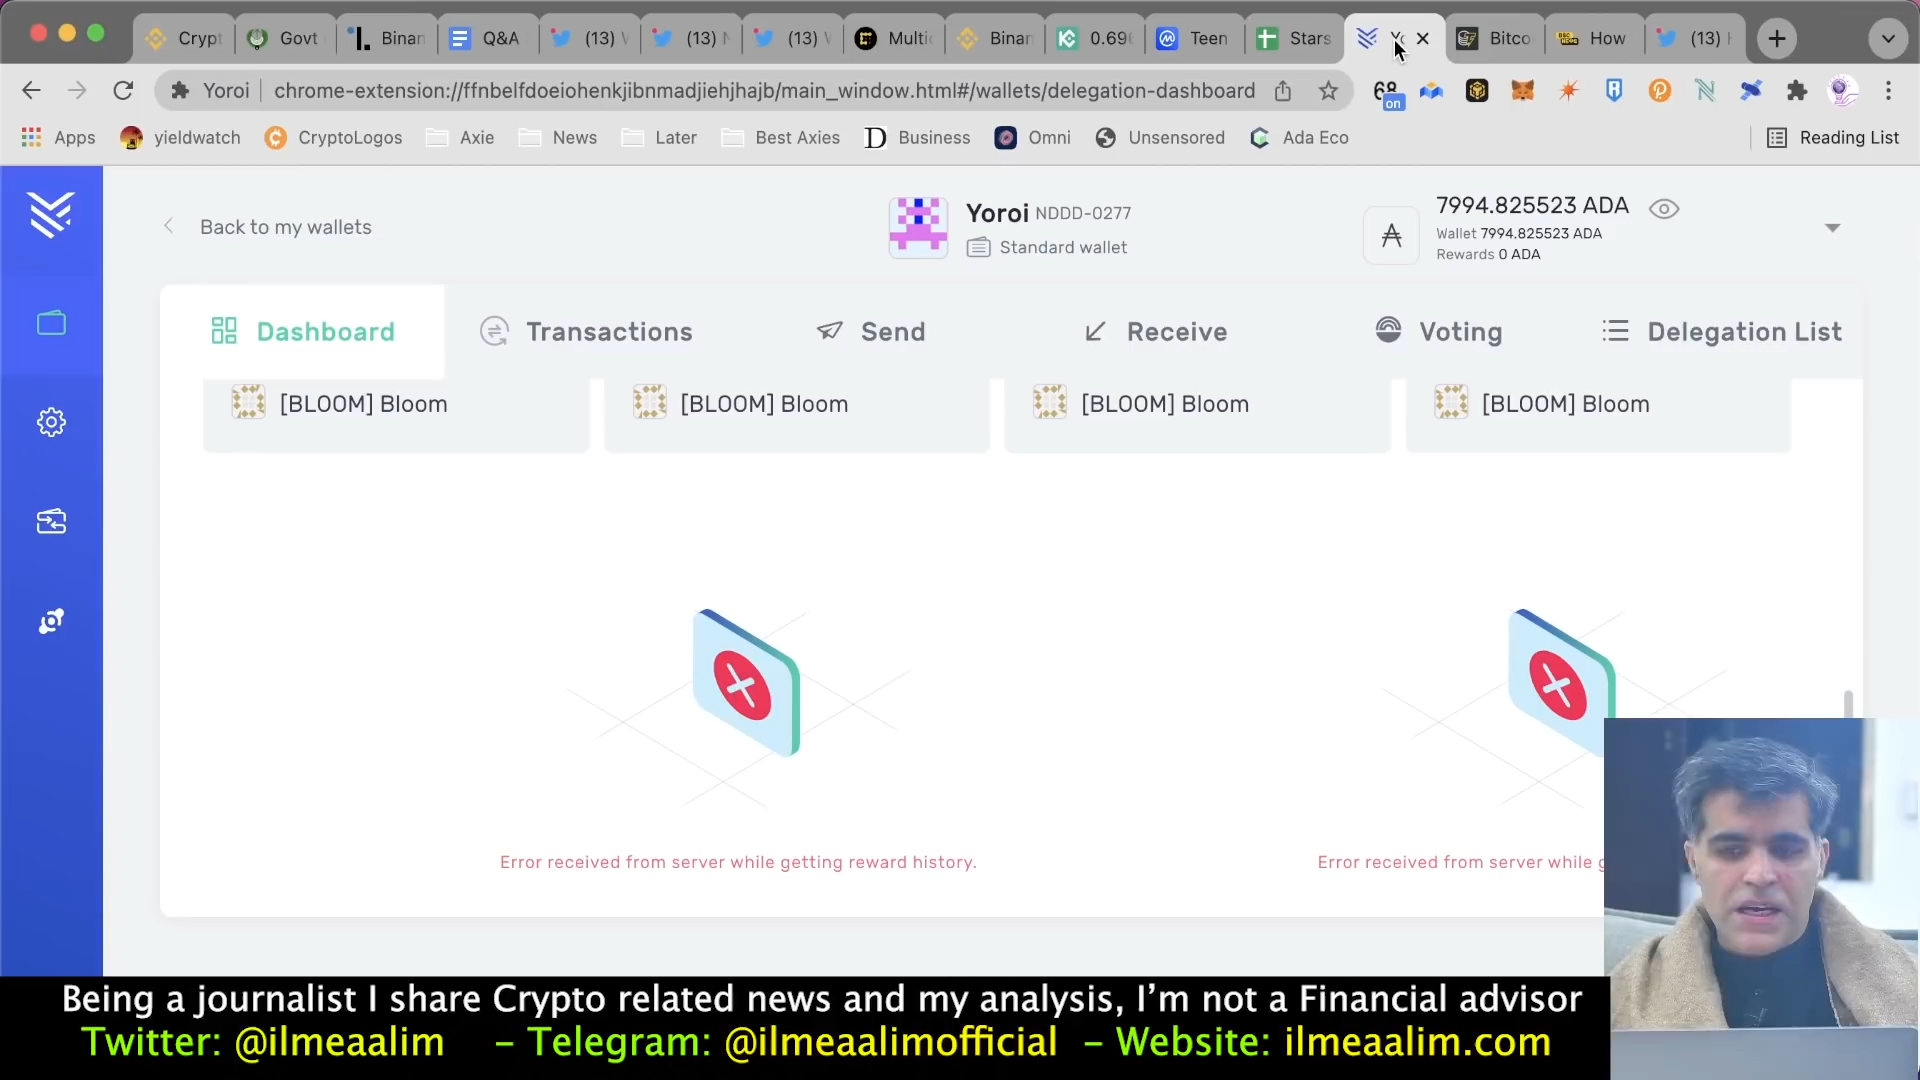 Crypt
Govt
Binan
Q&A
(13)
(13)
(13)
Multi
Binan
0.69
Teen
Stars
Bitco
How
(13)
Yoroi
chrome-extension://ffnbelfdoeiohenkjibnmadjiehjhajb/main_window.html#/wallets/delegation-dashboard
68
on
Apps
yieldwatch
CryptoLogos
Axie
News
Later
Best Axies
Business
Omni
Unsensored
Ada Eco
Reading List
Back to my wallets
Yoroi NDDD-0277
Standard wallet
7994.825523 ADA
Wallet 7994.825523 ADA
Rewards 0 ADA
Dashboard
Transactions
Send
Receive
Voting
Delegation List
[BLOOM] Bloom
[BLOOM] Bloom
[BLOOM] Bloom
[BLOOM] Bloom
Error received from server while getting reward history.
Error received from server while
Being a journalist I share Crypto related news and my analysis, I'm not a Financial advisor
Twitter: @ilmeaalim - Telegram: @ilmeaalimofficial - Website: ilmeaalim.com